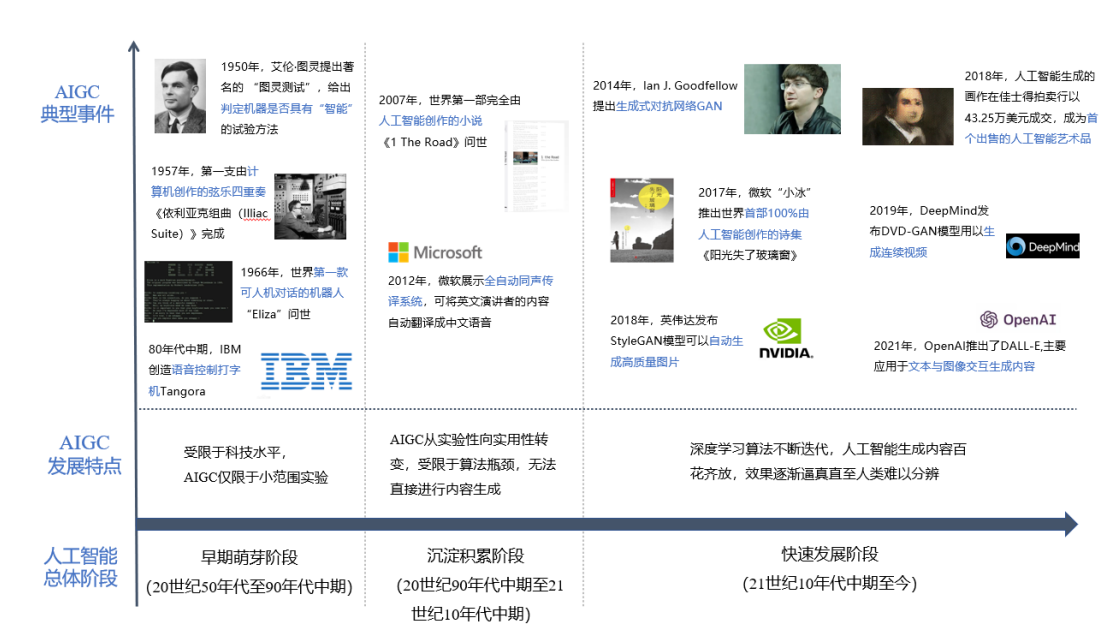 AIGC
典型事件
1950年，艾伦·图灵提出著
名的 “图灵测试”，给出
判定机器是否具有“智能”
的试验方法
1957年，第一支由计
算机创作的弦乐四重奏
《依利亚克组曲（Illiac
Suite）》完成
ELIZA
1966年，世界第一款
可人机对话的机器人
“Eliza”问世
80年代中期，IBM
创造语音控制打字
机Tangora
IBM
2007年，世界第一部完全由
人工智能创作的小说
《1 The Road》问世
Microsoft
2012年，微软展示全自动同声传
译系统，可将英文演讲者的内容
自动翻译成中文语音
2014年，Ian J. Goodfellow
提出生成式对抗网络GAN
2017年，微软“小冰”
推出世界首部100%由
人工智能创作的诗集
《阳光失了玻璃窗》
阳光
失了玻璃窗
2018年，英伟达发布
StyleGAN模型可以自动生
成高质量图片
NVIDIA.
2018年，人工智能生成的
画作在佳士得拍卖行以
43.25万美元成交，成为首
个出售的人工智能艺术品
2019年，DeepMind发
布DVD-GAN模型用以生
成连续视频
DeepMind
OpenAI
2021年，OpenAI推出了DALL-E,主要
应用于文本与图像交互生成内容
AIGC
发展特点
受限于科技水平，
AIGC仅限于小范围实验
AIGC从实验性向实用性转
变，受限于算法瓶颈，无法
直接进行内容生成
深度学习算法不断迭代，人工智能生成内容百
花齐放，效果逐渐逼真直至人类难以分辨
人工智能
总体阶段
早期萌芽阶段
(20世纪50年代至90年代中期)
沉淀积累阶段
(20世纪90年代中期至21
世纪10年代中期)
快速发展阶段
(21世纪10年代中期至今)